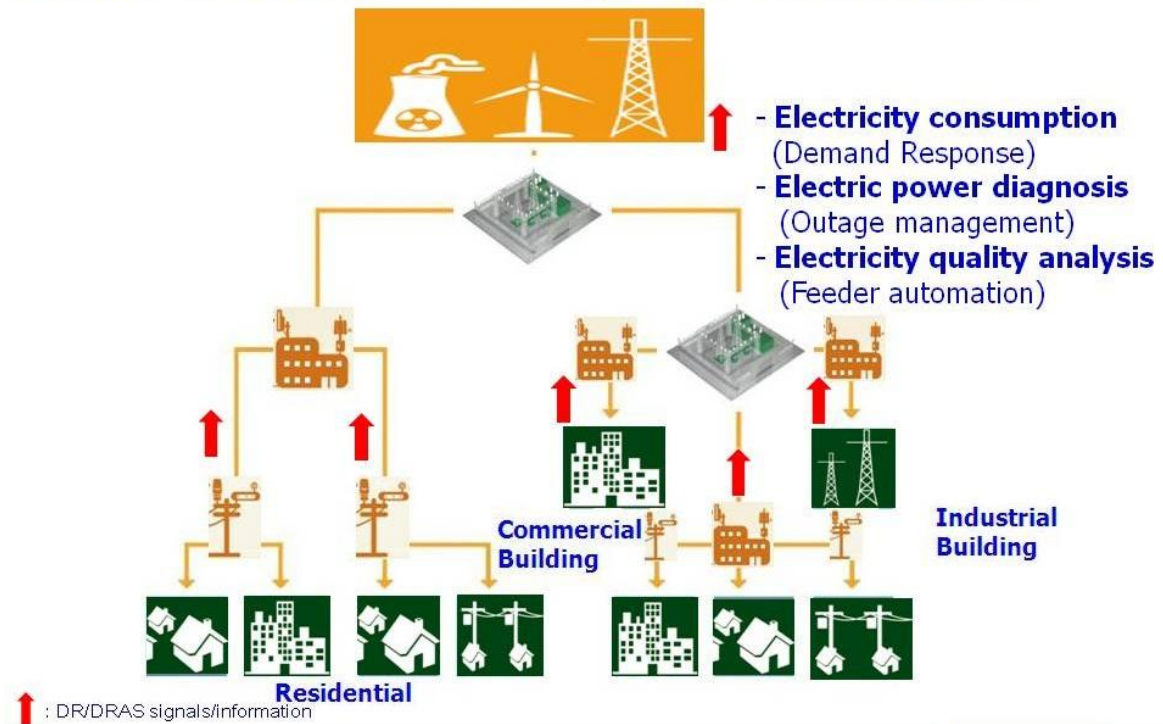 - Electricity consumption
(Demand Response)
- Electric power diagnosis
(Outage management)
- Electricity quality analysis
(Feeder automation)
Commercial
Building
Industrial
Building
Residential
: DR/DRAS signals/information